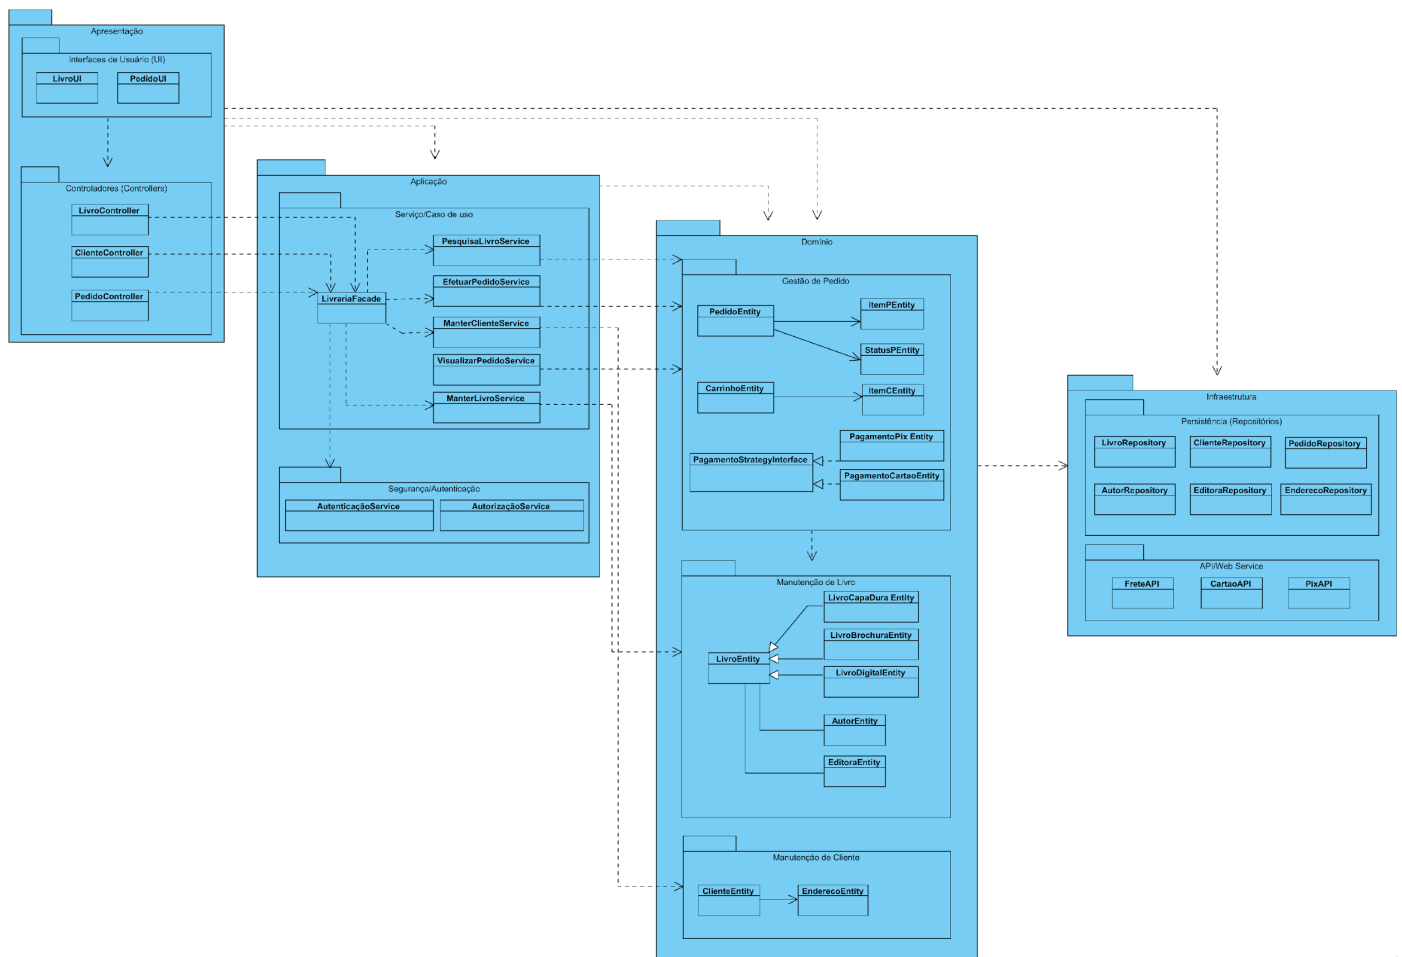 Apresentação
Interfaces de Usuário (UI)
LivroUI
PedidoUI
Controladores (Controllers)
LivroController
ClienteController
PedidoController
Aplicação
Serviço/Caso de uso
PesquisaLivroService
EfetuarPedidoService
LivrariaFacade
ManterClienteService
VisualizarPedidoService
ManterLivroService
Segurança/Autenticação
AutenticaçãoService
AutorizaçãoService
Domínio
Gestão de Pedido
PedidoEntity
ItemPEntity
StatusPEntity
CarrinhoEntity
ItemCEntity
PagamentoPix Entity
PagamentoStrategyInterface
PagamentoCartaoEntity
Manutenção de Livro
LivroCapaDura Entity
LivroBrochuraEntity
LivroEntity
LivroDigitalEntity
AutorEntity
EditoraEntity
Manutenção de Cliente
ClienteEntity
EnderecoEntity
Infraestrutura
Persistência (Repositórios)
LivroRepository
ClienteRepository
PedidoRepository
AutorRepository
EditoraRepository
EnderecoRepository
API/Web Service
FreteAPI
CartaoAPI
PixAPI